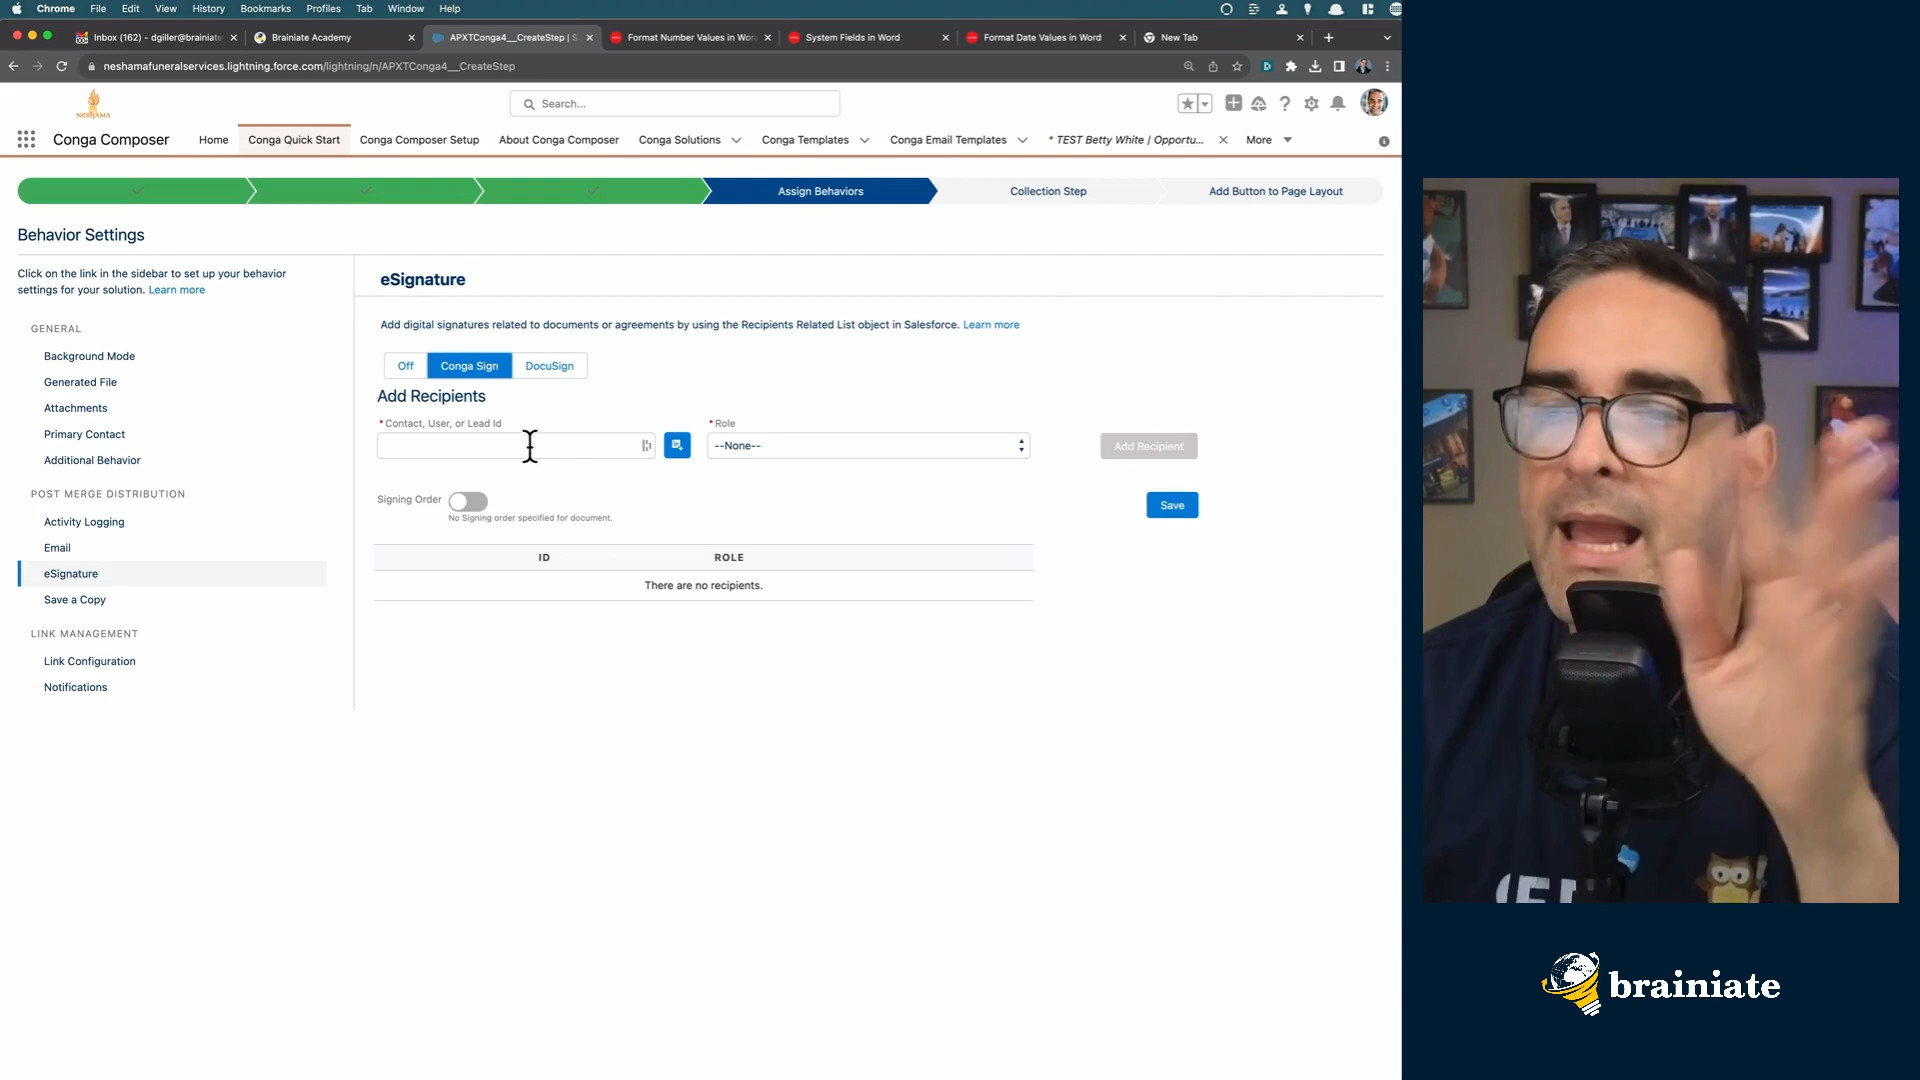 Chrome File Edit View History Bookmarks Profiles Tab Window Help
Inbox (162) - dgiller@brainiate
Brainiate Academy
APXTConga4__CreateStep | S
Format Number Values in Wor
System Fields in Word
Format Date Values in Word
New Tab
neshamafuneralservices.lightning.force.com/lightning/n/APXTConga4__CreateStep
NESHAMA
Search...
Conga Composer
Home Conga Quick Start Conga Composer Setup About Conga Composer Conga Solutions Conga Templates Conga Email Templates * TEST Betty White | Opportu... More
Assign Behaviors Collection Step Add Button to Page Layout
Behavior Settings
Click on the link in the sidebar to set up your behavior
settings for your solution. Learn more
GENERAL
Background Mode
Generated File
Attachments
Primary Contact
Additional Behavior
POST MERGE DISTRIBUTION
Activity Logging
Email
eSignature
Save a Copy
LINK MANAGEMENT
Link Configuration
Notifications
eSignature
Add digital signatures related to documents or agreements by using the Recipients Related List object in Salesforce. Learn more
Off Conga Sign DocuSign
Add Recipients
* Contact, User, or Lead Id
* Role
--None--
Add Recipient
Signing Order
No Signing order specified for document.
Save
ID ROLE
There are no recipients.
brainiate